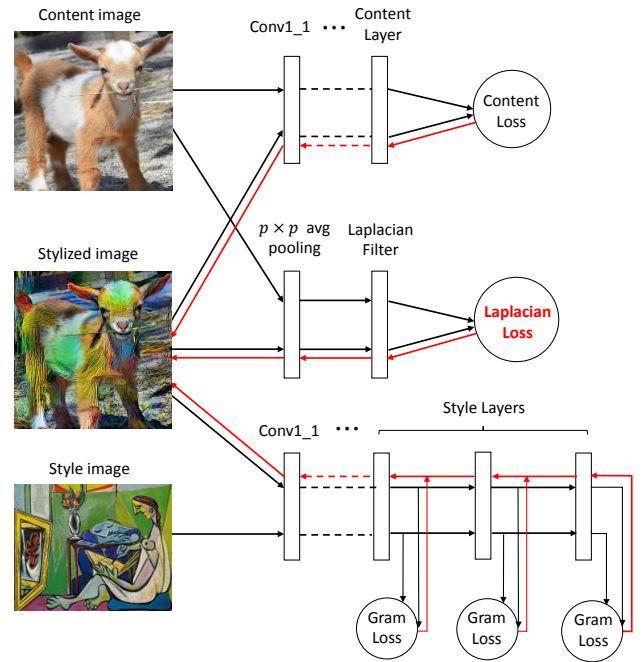 Content image
Conv1_1 ••• Content
Layer
Content
Loss
Stylized image
p × p avg
pooling
Laplacian
Filter
Laplacian
Loss
Style Layers
Conv1_1 •••
Style image
Gram
Loss
Gram
Loss
Gram
Loss